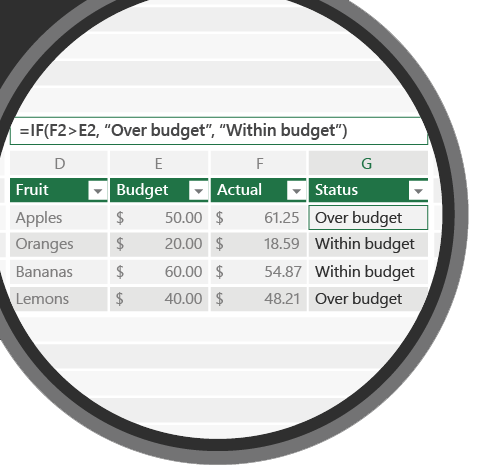 =IF(F2>E2, “Over budget”, “Within budget”)
D E F G
Fruit Budget Actual Status
Apples $ 50.00 $ 61.25 Over budget
Oranges $ 20.00 $ 18.59 Within budget
Bananas $ 60.00 $ 54.87 Within budget
Lemons $ 40.00 $ 48.21 Over budget